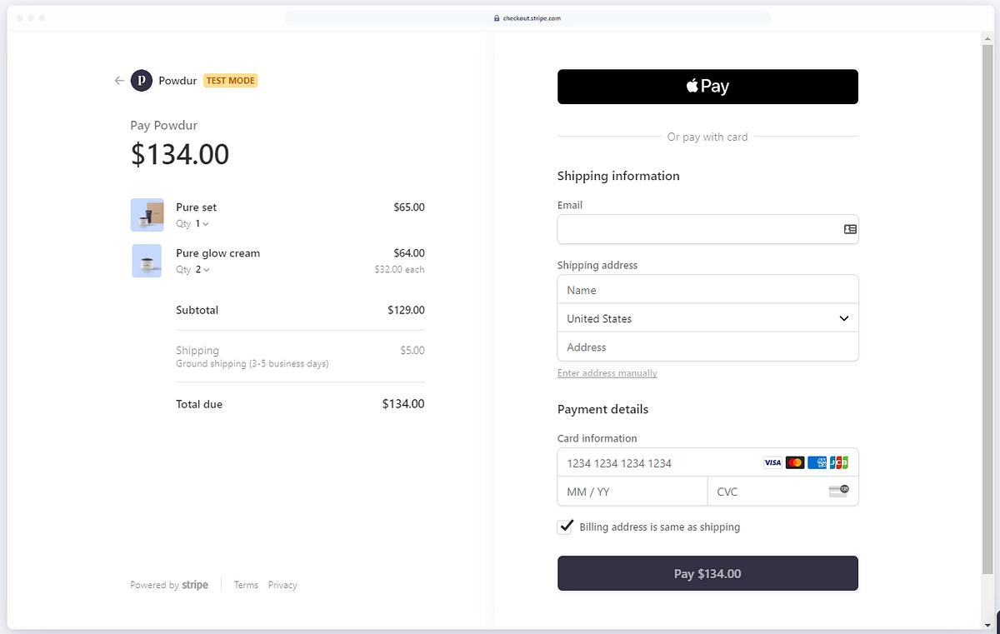 checkout.stripe.com
Powdur TEST MODE
Pay Powdur
$134.00
Pure set $65.00
Qty 1
Pure glow cream $64.00
Qty 2 $32.00 each
Subtotal $129.00
Shipping $5.00
Ground shipping (3-5 business days)
Total due $134.00
Powered by stripe Terms Privacy
Pay
Or pay with card
Shipping information
Email
Shipping address
Name
United States
Address
Enter address manually
Payment details
Card information
1234 1234 1234 1234 VISA JCB
MM / YY CVC
Billing address is same as shipping
Pay $134.00